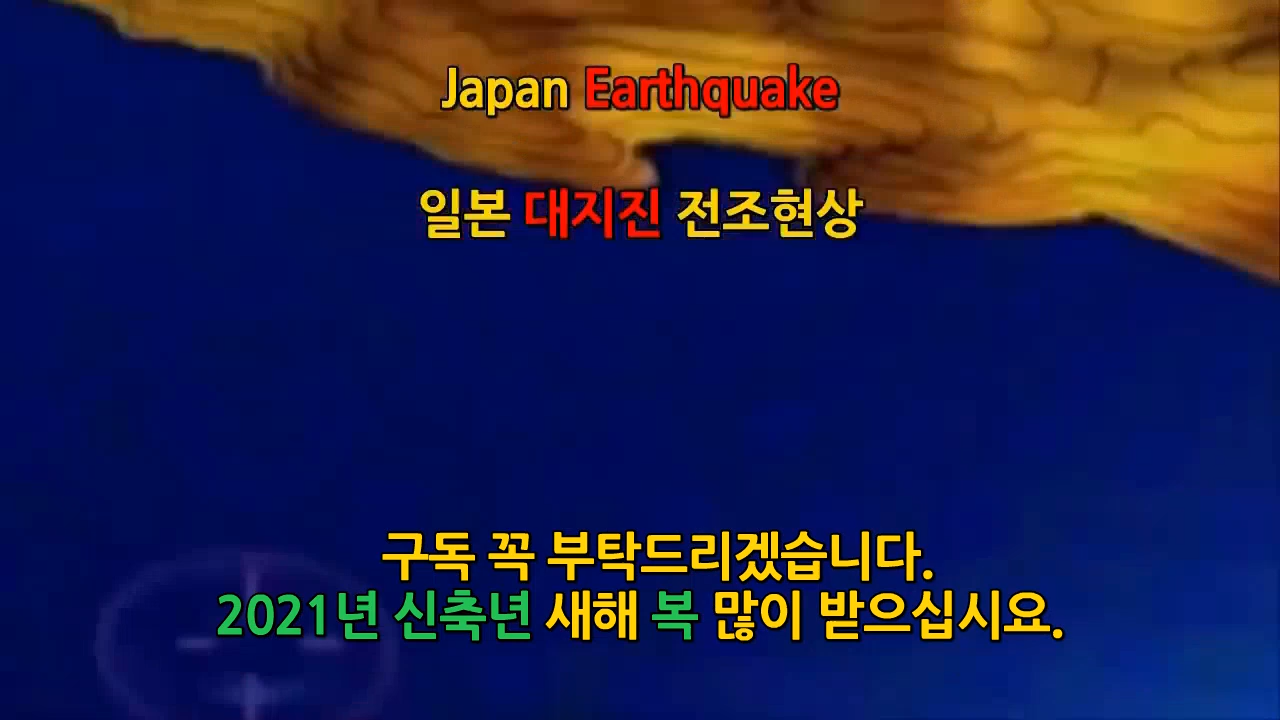 Japan Earthquake
일본 대지진 전조현상
구독 꼭 부탁드리겠습니다.
2021년 신축년 새해 복 많이 받으십시요.